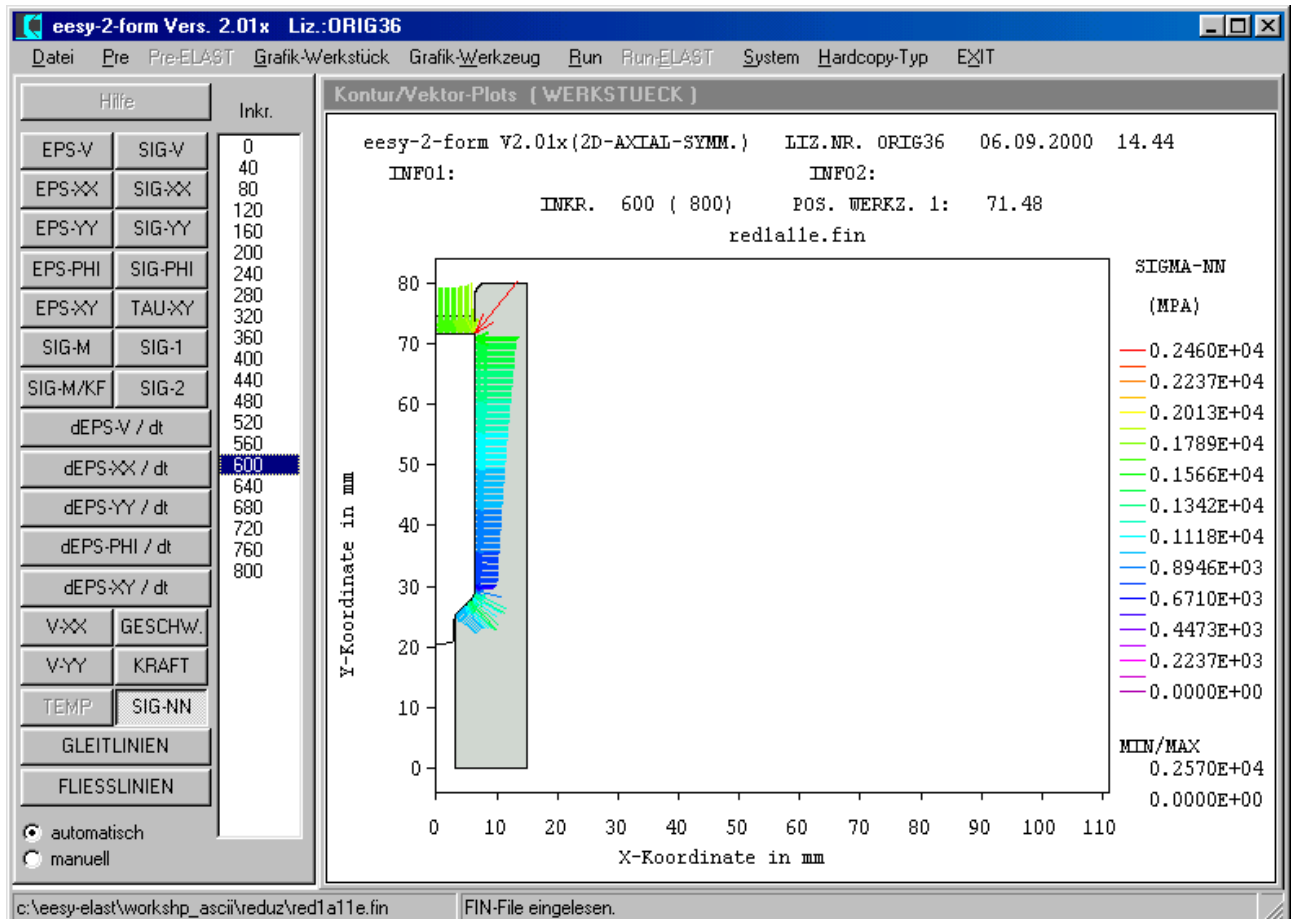 eesy-2-form Vers. 2.01x Liz.:ORIG36
Datei Pre Pre-ELAST Grafik-Werkstück Grafik-Werkzeug Run Run-ELAST System Hardcopy-Typ EXIT
Hilfe
Inkr.
EPS-V SIG-V
EPS-XX SIG-XX
EPS-YY SIG-YY
EPS-PHI SIG-PHI
EPS-XY TAU-XY
SIG-M SIG-1
SIG-M/KF SIG-2
dEPS-V / dt
dEPS-XX / dt
dEPS-YY / dt
dEPS-PHI / dt
dEPS-XY / dt
V-XX GESCHW.
V-YY KRAFT
TEMP SIG-NN
GLEITLINIEN
FLIESSLINIEN
automatisch
manuell
0
40
80
120
160
200
240
280
320
360
400
440
480
520
560
600
640
680
720
760
800
Kontur/Vektor-Plots ( WERKSTUECK )
eesy-2-form V2.01x(2D-AXIAL-SYMM.) LIZ.NR. ORIG36 06.09.2000 14.44
INFO1: INFO2:
INKR. 600 ( 800) POS. WERKZ. 1: 71.48
red1a11e.fin
Y-Koordinate in mm
80
70
60
50
40
30
20
10
0
0 10 20 30 40 50 60 70 80 90 100 110
X-Koordinate in mm
SIGMA-NN
(MPA)
0.2460E+04
0.2237E+04
0.2013E+04
0.1789E+04
0.1566E+04
0.1342E+04
0.1118E+04
0.8946E+03
0.6710E+03
0.4473E+03
0.2237E+03
0.0000E+00
MIN/MAX
0.2570E+04
0.0000E+00
c:\eesy-elast\workshp_ascii\reduz\red1a11e.fin FIN-File eingelesen.